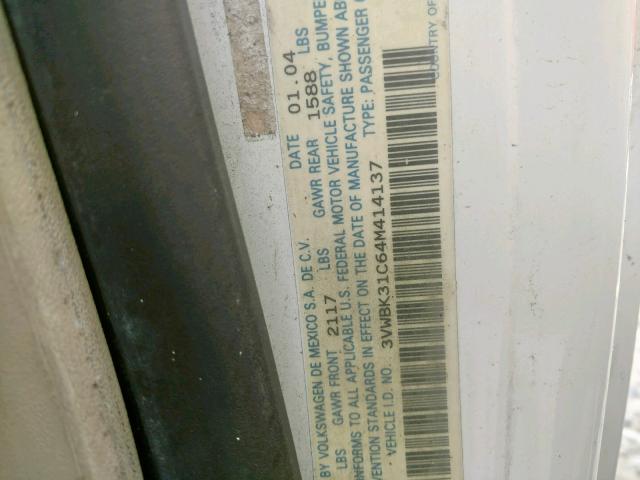 BY VOLKSWAGEN DE MEXICO S.A. DE C.V. DATE 01.04
LBS GAWR FRONT 2117 LBS GAWR REAR 1588 LBS
TO ALL APPLICABLE U.S. FEDERAL MOTOR VEHICLE SAFETY, BUMPE
STANDARDS IN EFFECT ON THE DATE OF MANUFACTURE SHOWN AB
VEHICLE I.D. NO. 3VWBK31C64M414137 TYPE: PASSENGER
COUNTRY OF